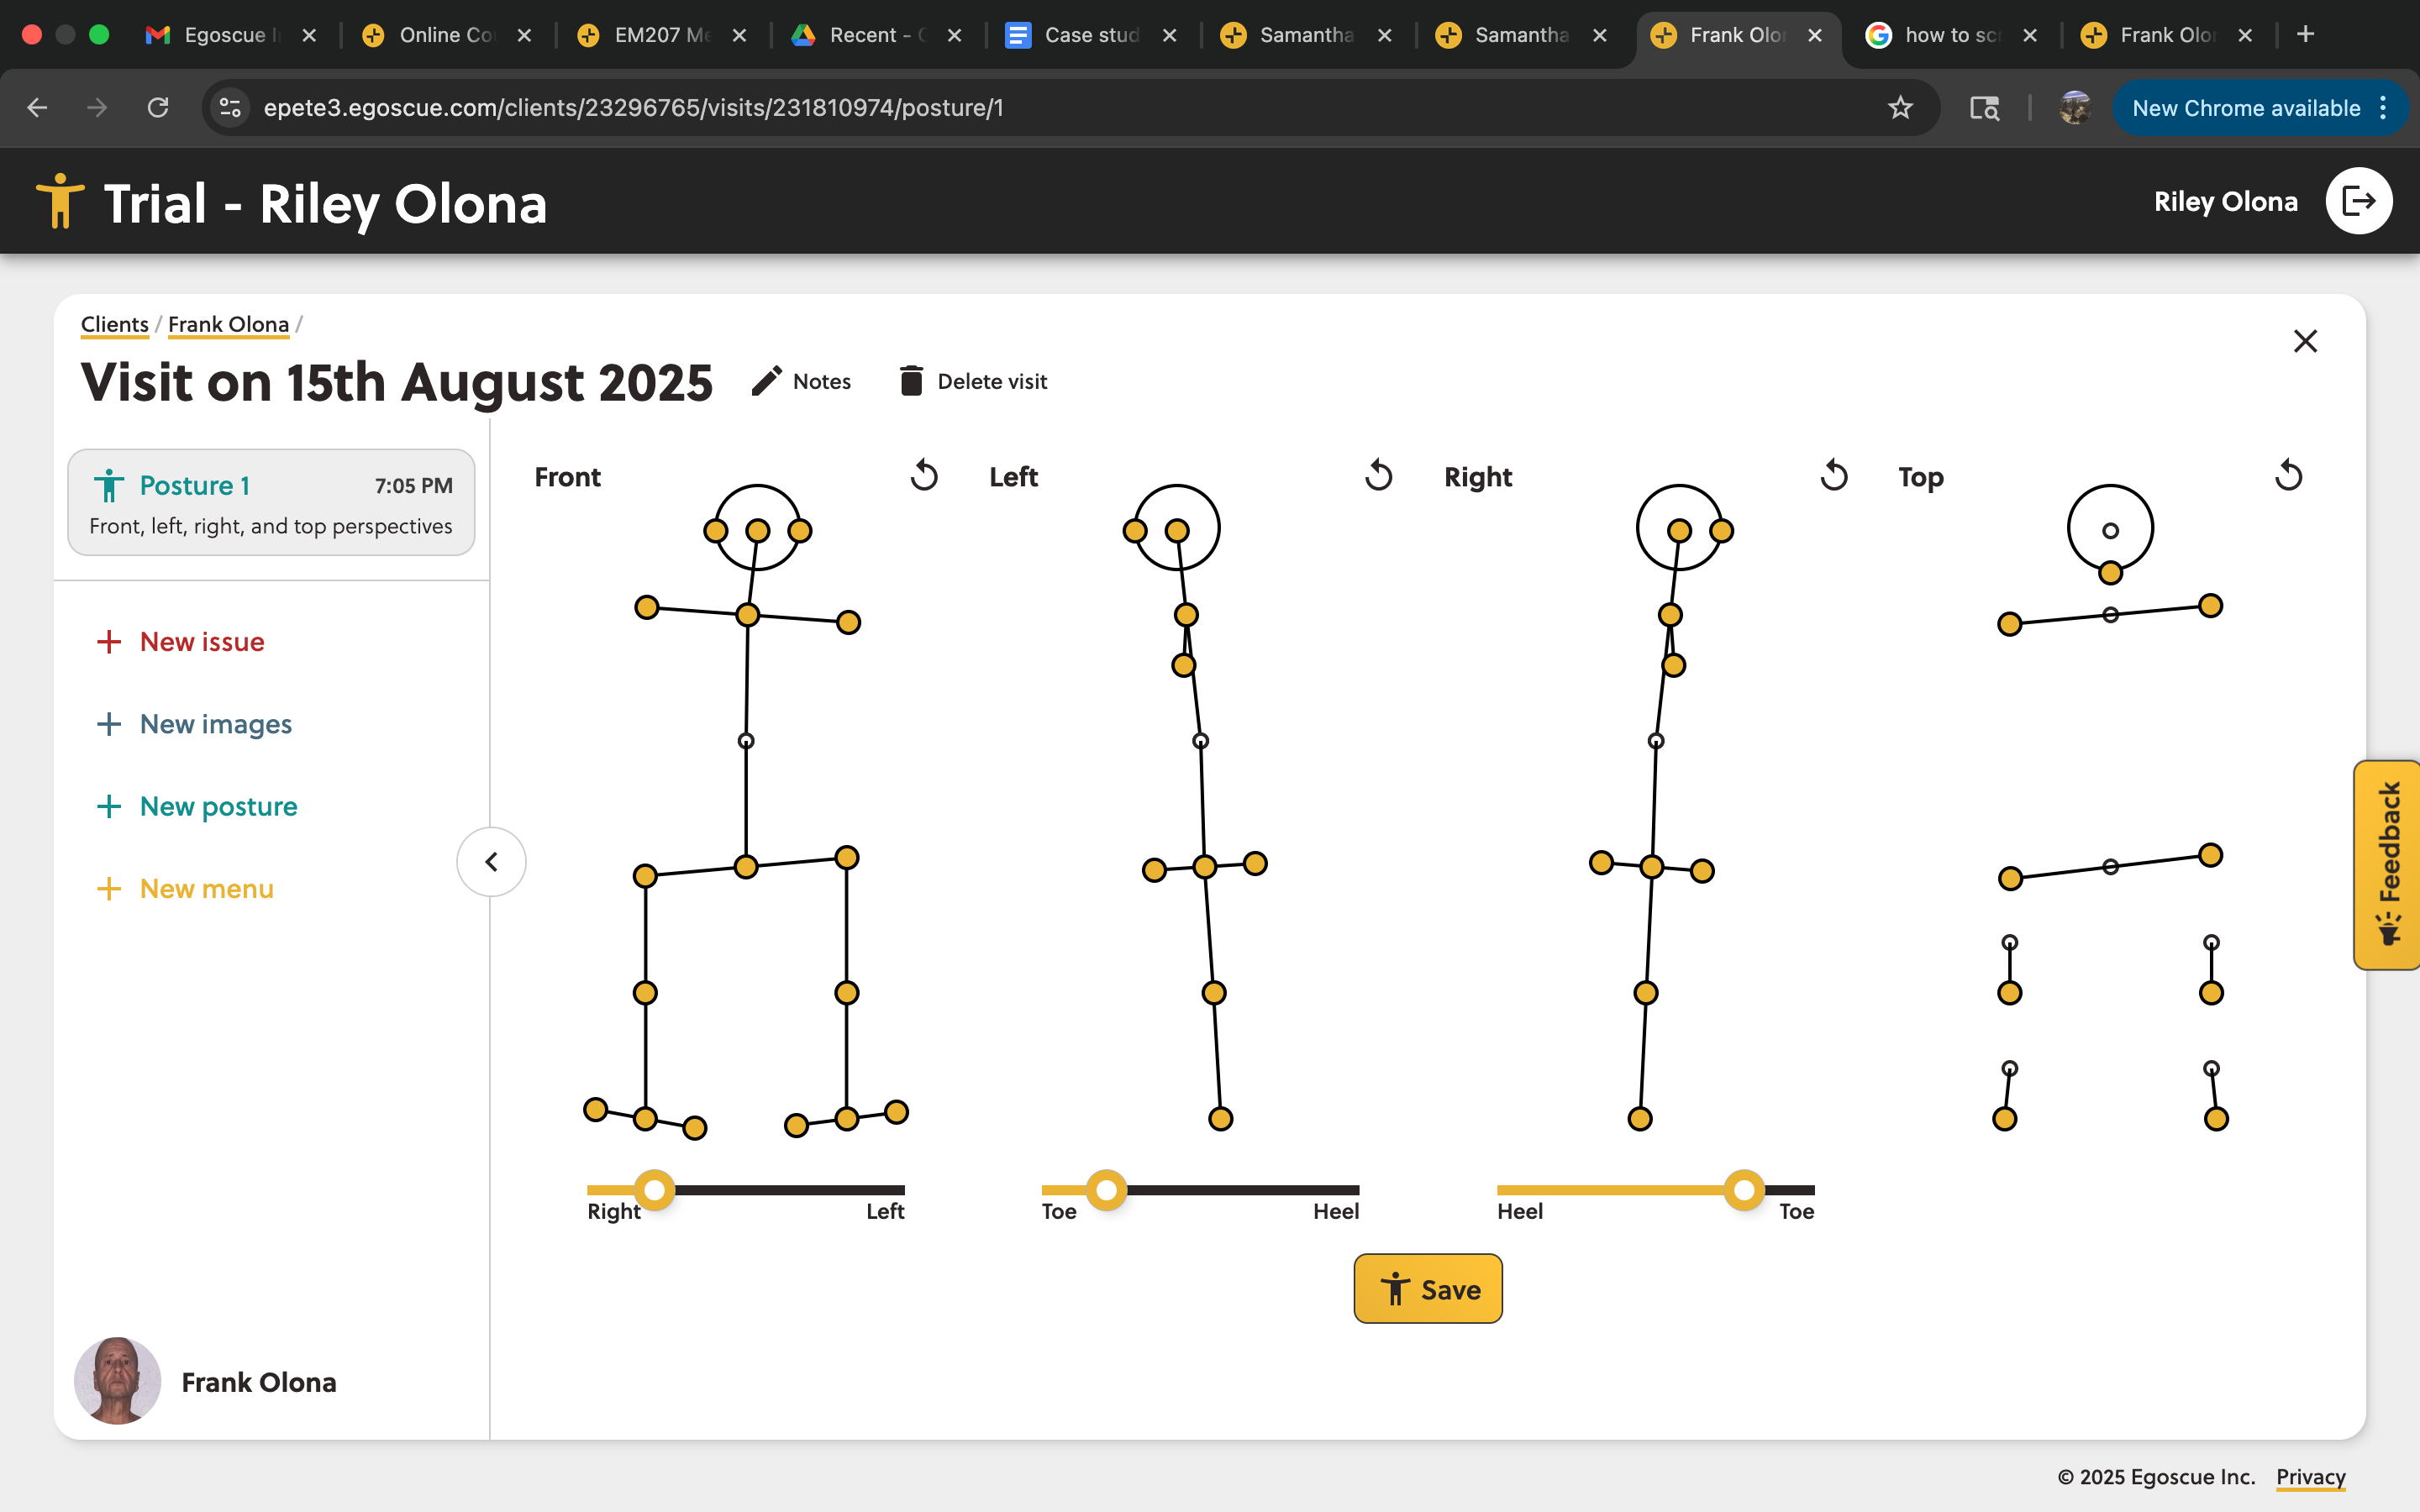 Egoscue I
Online Co
EM207 Me
Recent - G
Case stud
Samantha
Samantha
Frank Olon
how to scr
Frank Olon
epete3.egoscue.com/clients/23296765/visits/231810974/posture/1
New Chrome available
Trial - Riley Olona
Riley Olona
Clients / Frank Olona /
Visit on 15th August 2025
Notes
Delete visit
Posture 1
7:05 PM
Front, left, right, and top perspectives
New issue
New images
New posture
New menu
Front
Left
Right
Top
Right
Left
Toe
Heel
Heel
Toe
Save
Feedback
Frank Olona
© 2025 Egoscue Inc.
Privacy